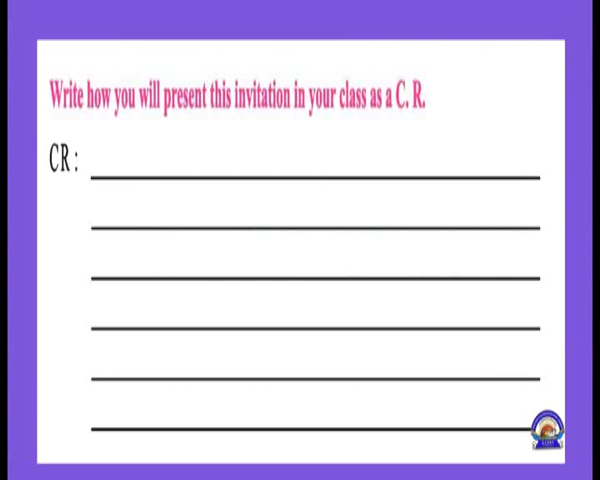 Write how you will present this invitation in your class as a C. R.
CR :